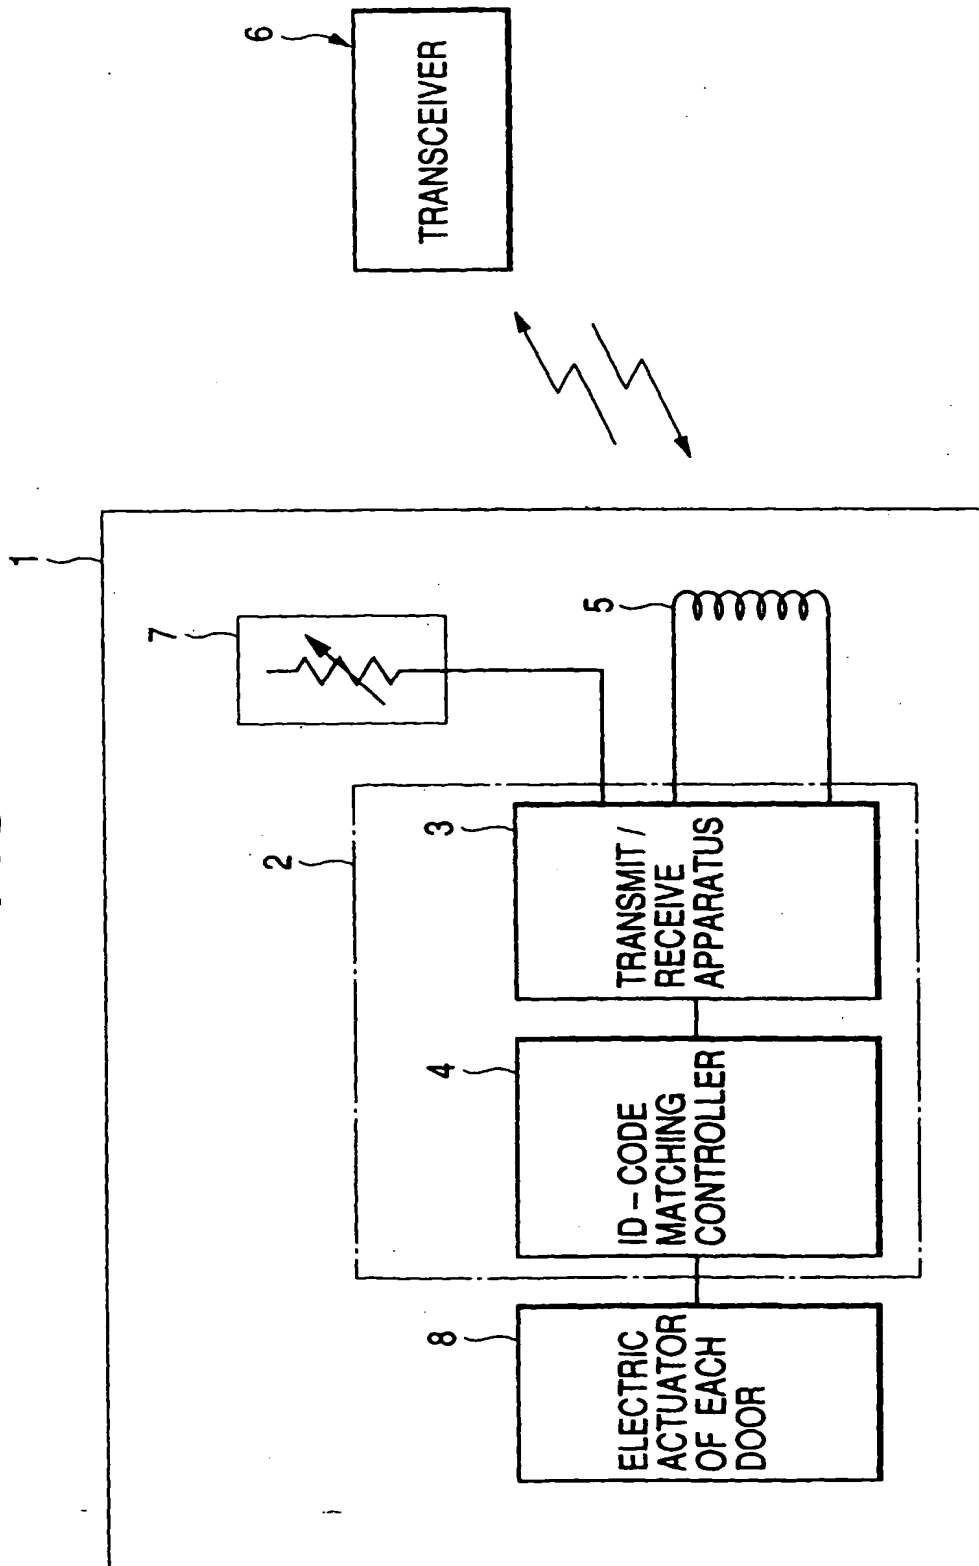 1
2
3
TRANSMIT /
RECEIVE
APPARATUS
4
ID-CODE
MATCHING
CONTROLLER
8
ELECTRIC
ACTUATOR
OF EACH
DOOR
7
5
6
TRANSCEIVER